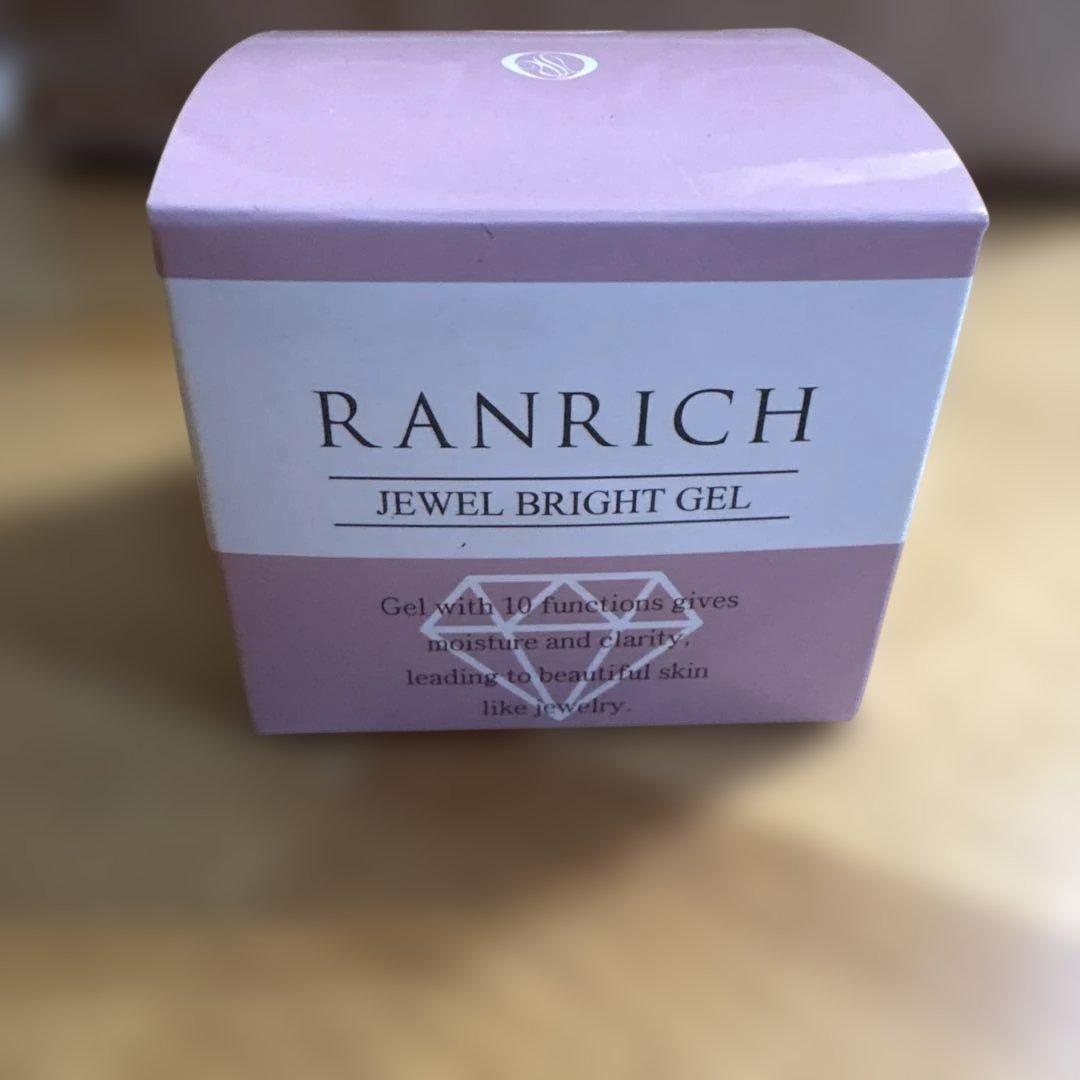 RANRICH
JEWEL BRIGHT GEL
Gel with 10 functions gives
moisture and clarity,
leading to beautiful skin
like jewelry.